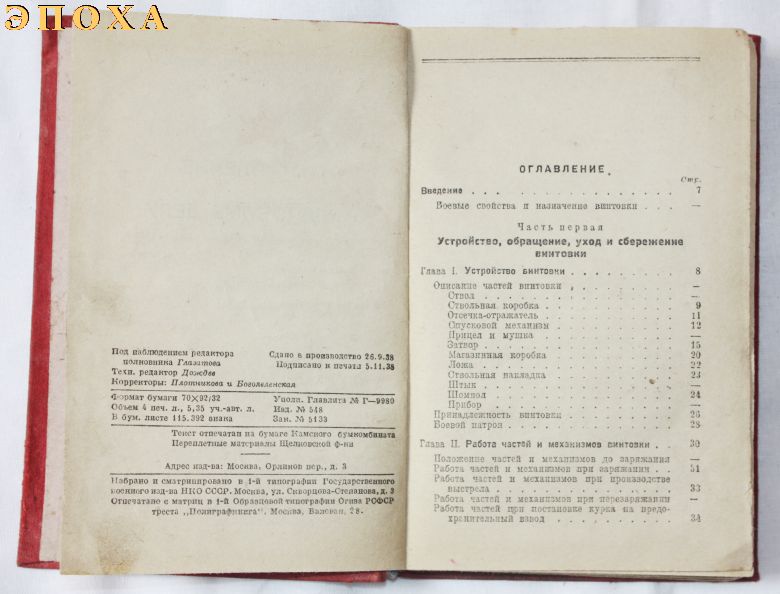 ЭПОХА
Под наблюдением редактора
полковника Глазатова
Техн. редактор Дождев
Корректоры: Плотникова и Боголепенская
Сдано в производство 26.9.38
Подписано к печати 5.11.38
Формат бумаги 70×92/32
Объем 4 печ. л., 5,35 уч.-авт. л.
В бум. листе 115.392 знака
Уполн. Главлита № Г—9980
Изд. № 548
Зак. № 5133
Текст отпечатан на бумаге Камского бумкомбината
Переплетные материалы Щелковской ф-ки
Адрес изд-ва: Москва, Орликов пер., д. 3
Набрано и сматрицировано в 1-й типографии Государственного
военного изд-ва НКО СССР. Москва, ул. Скворцова-Степанова, д. 3
Отпечатано с матриц в 1-й Образцовой типографии Огиза РСФСР
треста „Полиграфкнига". Москва, Валовая, 28.
ОГЛАВЛЕНИЕ
Стр.
Введение . . . . . . . . . . . . . . 7
Боевые свойства и назначение винтовки . . . —
Часть первая
Устройство, обращение, уход и сбережение
винтовки
Глава I. Устройство винтовки . . . . . . . . . 8
Описание частей винтовки . . . . . . . . . —
Ствол . . . . . . . . . . . . . . —
Ствольная коробка . . . . . . . . . . 9
Отсечка-отражатель . . . . . . . . . . 11
Спусковой механизм . . . . . . . . . . 12
Прицел и мушка . . . . . . . . . . . —
Затвор . . . . . . . . . . . . . . 15
Магазинная коробка . . . . . . . . . . 20
Ложа . . . . . . . . . . . . . . 22
Ствольная накладка . . . . . . . . . . 23
Штык . . . . . . . . . . . . . . —
Шомпол . . . . . . . . . . . . . 24
Прибор . . . . . . . . . . . . . . —
Принадлежность винтовки . . . . . . . . . 26
Боевой патрон . . . . . . . . . . . . 28
Глава II. Работа частей и механизмов винтовки . . 30
Положение частей и механизмов до заряжания —
Работа частей и механизмов при заряжании . . 31
Работа частей и механизмов при производстве
выстрела . . . . . . . . . . . . . 33
Работа частей и механизмов при перезаряжании —
Работа частей при постановке курка на предо-
хранительный взвод . . . . . . . . . . 34